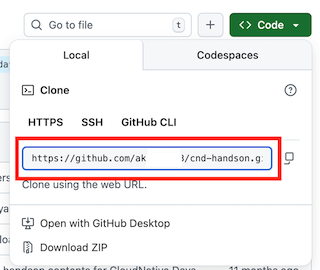 Go to file
t
Code
Local
Codespaces
Clone
HTTPS
SSH
GitHub CLI
https://github.com/ak
/cnd-handson.g
Clone using the web URL.
Open with GitHub Desktop
Download ZIP
handson contents for CloudNative Days
11 months ago